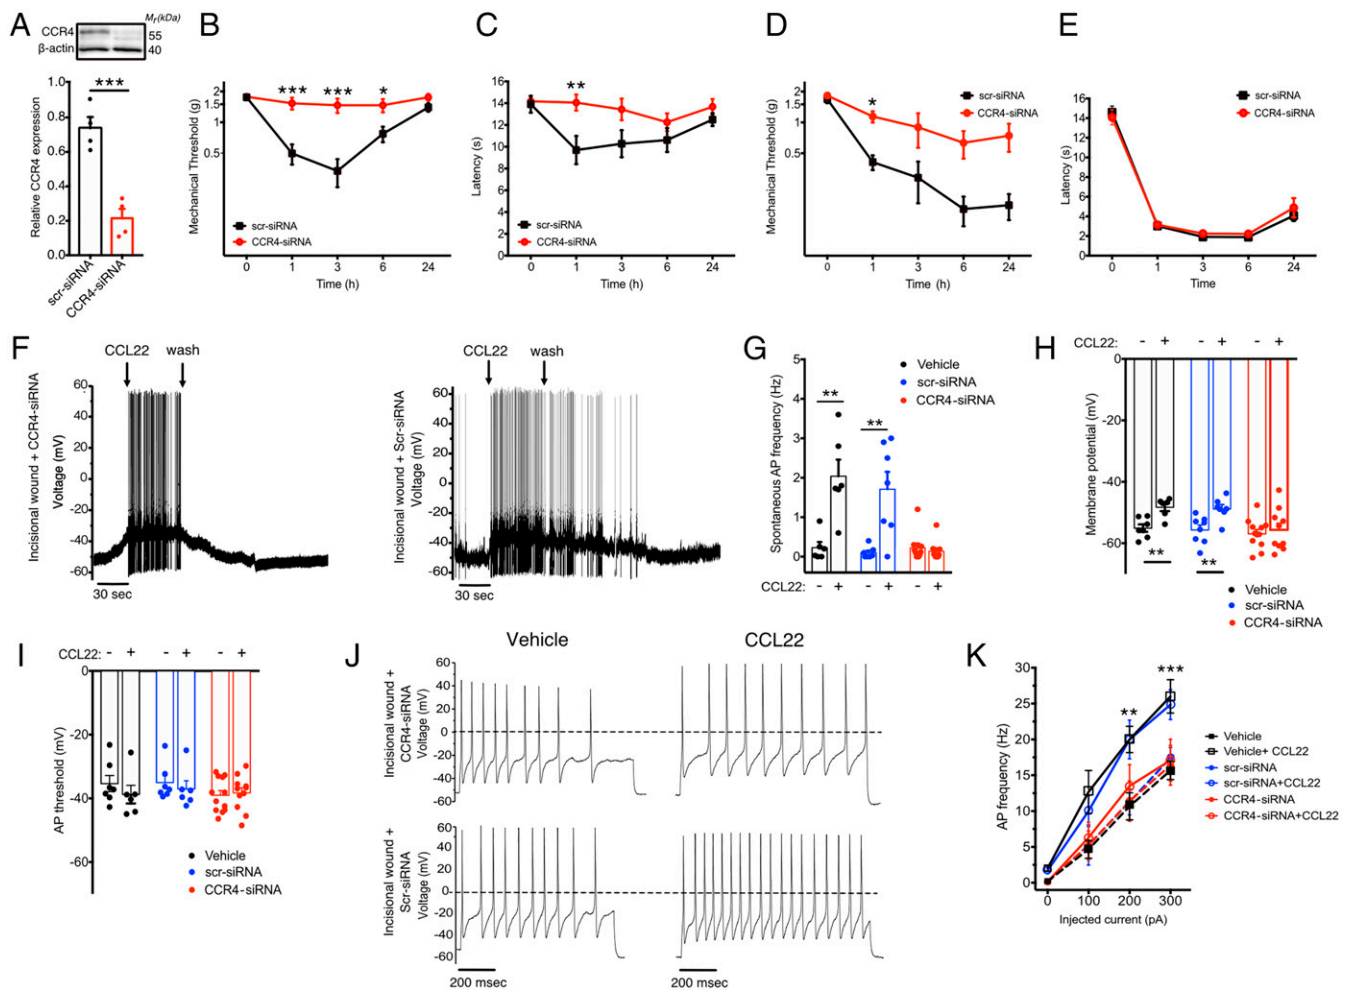 A
Mr(kDa)
CCR4
55
β-actin
40
***
1.0
0.8
0.6
0.4
0.2
0.0
Relative CCR4 expression
scr-siRNA
CCR4-siRNA
B
Mechanical Threshold (g)
2
1.5
1
0.5
*** *** *
scr-siRNA
CCR4-siRNA
0 1 3 6 24
Time (h)
C
Latency (s)
16
14
12
10
8
6
4
2
0
**
scr-siRNA
CCR4-siRNA
0 1 3 6 24
Time (h)
D
Mechanical Threshold (g)
2
1.5
1
0.5
*
scr-siRNA
CCR4-siRNA
0 1 3 6 24
Time (h)
E
Latency (s)
16
14
12
10
16
6
4
2
0
scr-siRNA
CCR4-siRNA
0 1 3 6 24
Time
F
Incisional wound + CCR4-siRNA
Voltage (mV)
CCL22 wash
60
40
20
0
-20
-40
-60
30 sec
Incisional wound + Scr-siRNA
Voltage (mV)
CCL22 wash
60
40
20
0
-20
-40
-60
30 sec
G
Spontaneous AP frequency (Hz)
5
4
3
2
1
0
** **
Vehicle
scr-siRNA
CCR4-siRNA
CCL22: - + - + - +
H
CCL22: - + - + - +
Membrane potential (mV)
0
-20
-40
-60
** **
Vehicle
scr-siRNA
CCR4-siRNA
I
CCL22: - + - + - +
AP threshold (mV)
0
-20
-40
-60
Vehicle
scr-siRNA
CCR4-siRNA
J
Vehicle CCL22
Incisional wound +
CCR4-siRNA
Voltage (mV)
60
40
20
0
-20
-40
-60
Incisional wound +
Scr-siRNA
Voltage (mV)
60
40
20
0
-20
-40
-60
200 msec 200 msec
K
AP frequency (Hz)
30
25
20
15
10
5
0
** ***
0 100 200 300
Injected current (pA)
Vehicle
Vehicle+ CCL22
scr-siRNA
scr-siRNA+CCL22
CCR4-siRNA
CCR4-siRNA+CCL22